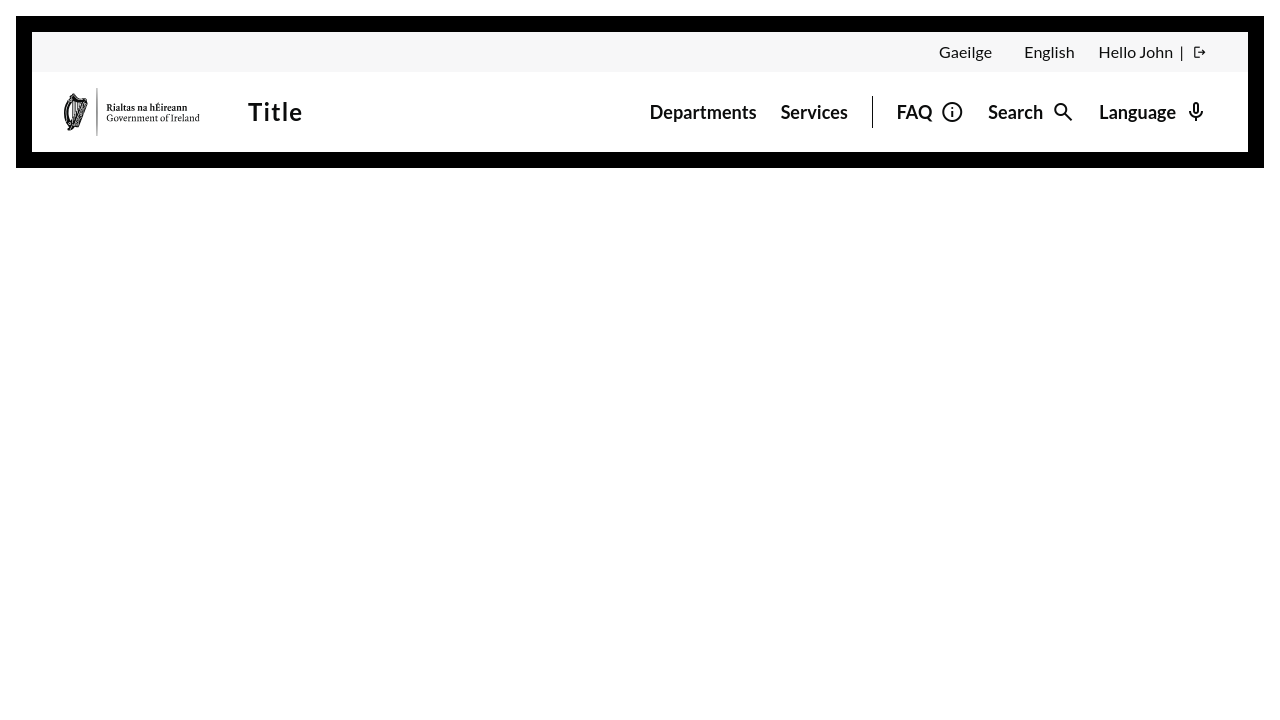 Gaeilge English Hello John |
Rialtas na hÉireann
Government of Ireland
Title
Departments Services FAQ Search Language